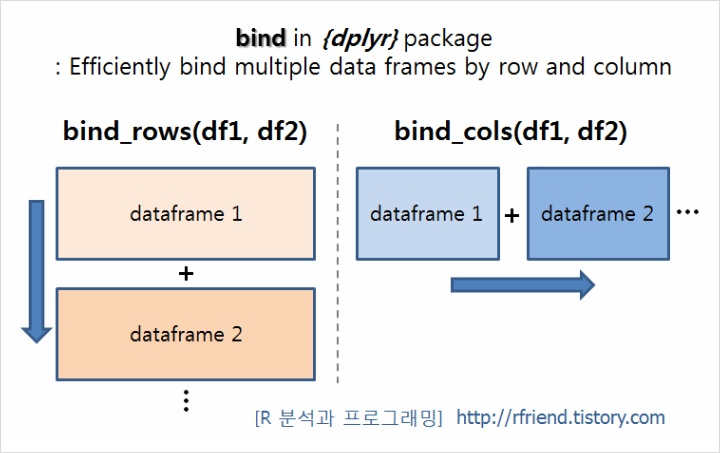 bind in {dplyr} package
: Efficiently bind multiple data frames by row and column
bind_rows(df1, df2)
dataframe 1
+
dataframe 2
⋮
bind_cols(df1, df2)
dataframe 1 + dataframe 2 ⋯
[R 분석과 프로그래밍] http://rfriend.tistory.com